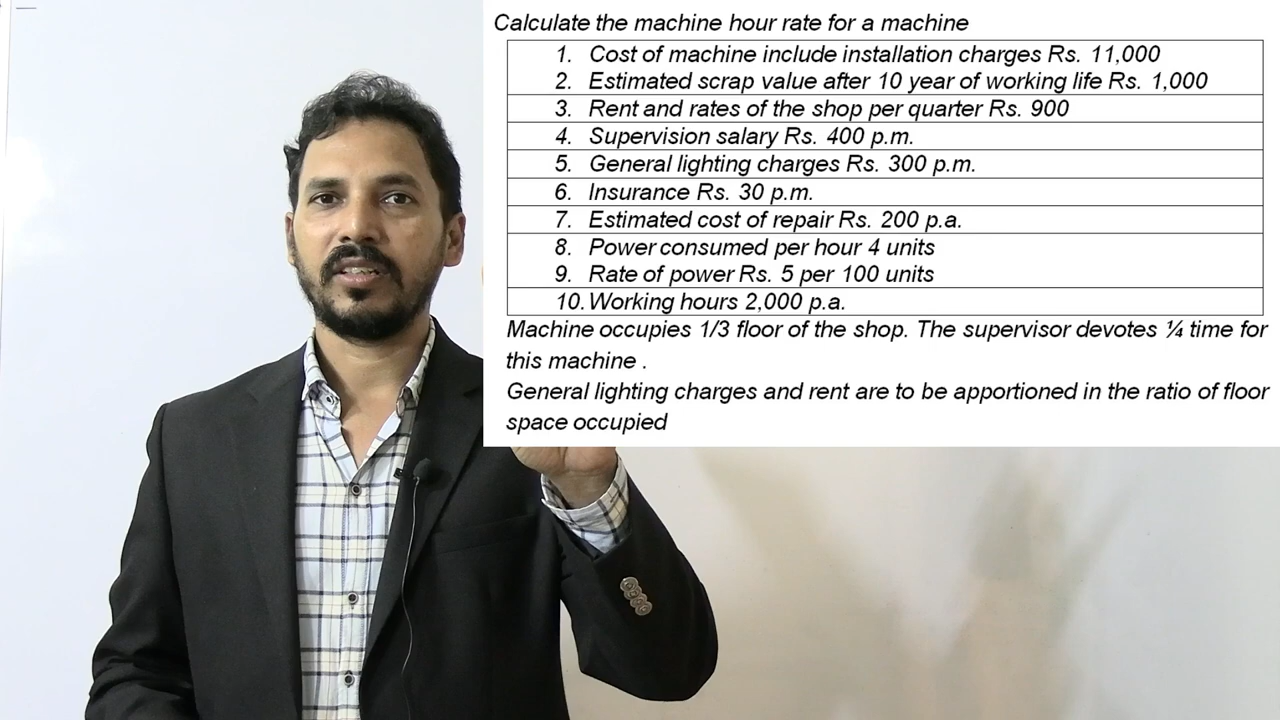 Calculate the machine hour rate for a machine
1. Cost of machine include installation charges Rs. 11,000
2. Estimated scrap value after 10 year of working life Rs. 1,000
3. Rent and rates of the shop per quarter Rs. 900
4. Supervision salary Rs. 400 p.m.
5. General lighting charges Rs. 300 p.m.
6. Insurance Rs. 30 p.m.
7. Estimated cost of repair Rs. 200 p.a.
8. Power consumed per hour 4 units
9. Rate of power Rs. 5 per 100 units
10. Working hours 2,000 p.a.
Machine occupies 1/3 floor of the shop. The supervisor devotes ¼ time for
this machine .
General lighting charges and rent are to be apportioned in the ratio of floor
space occupied